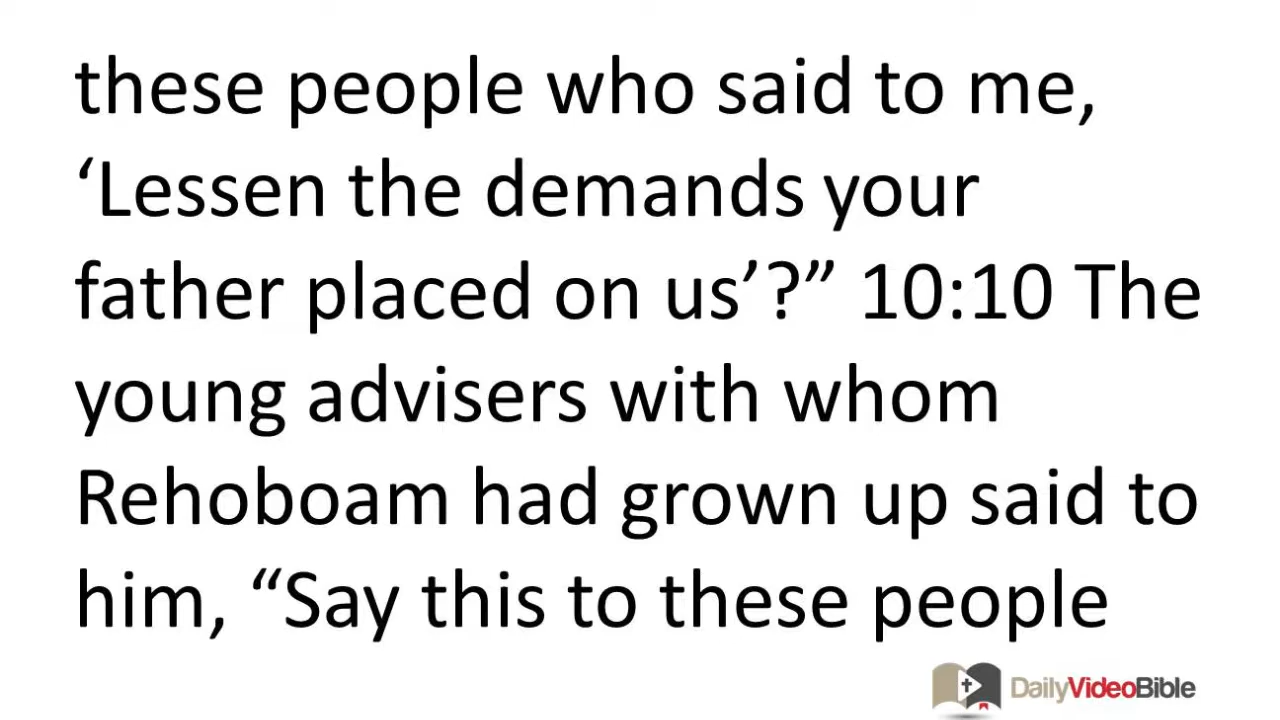 these people who said to me,
‘Lessen the demands your
father placed on us’?” 10:10 The
young advisers with whom
Rehoboam had grown up said to
him, “Say this to these people
DailyVideoBible